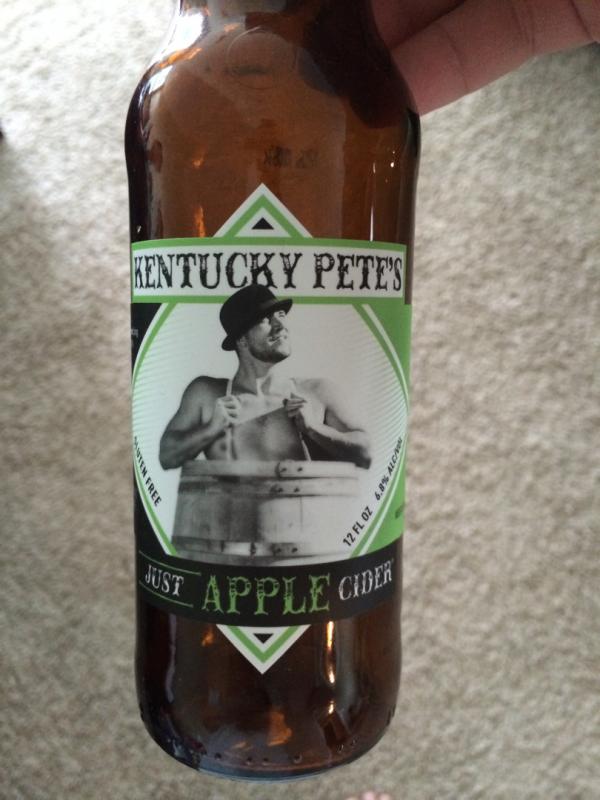 KENTUCKY PETE'S
GLUTEN FREE
12 FL OZ 6.8% ALC/VOL
JUST APPLE CIDER